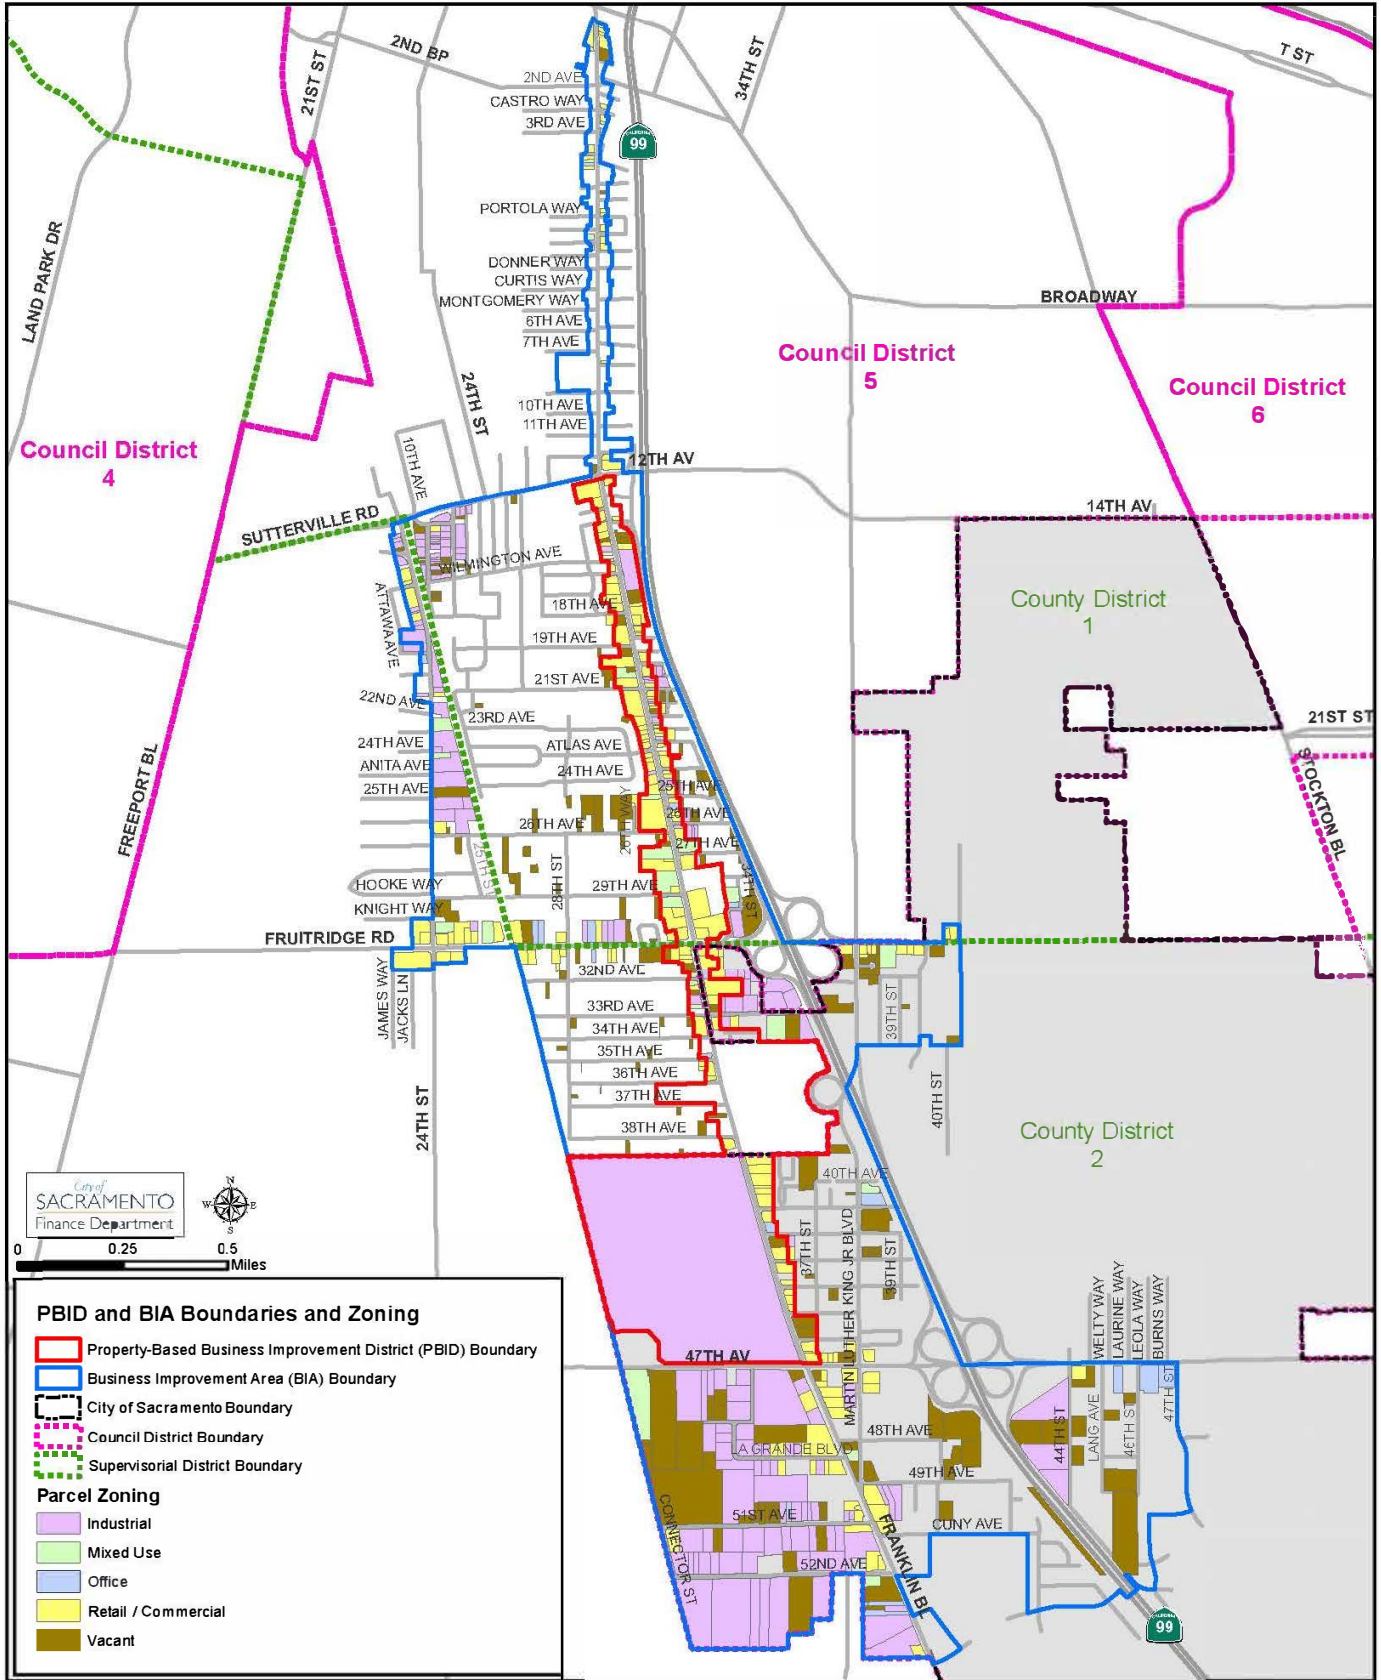 2ND BP
21ST ST
34TH ST
T ST
2ND AVE
CASTRO WAY
3RD AVE
CALIFORNIA
99
PORTOLA WAY
LAND PARK DR
DONNER WAY
CURTIS WAY
MONTGOMERY WAY
6TH AVE
7TH AVE
BROADWAY
Council District
5
Council District
6
24TH ST
10TH AVE
11TH AVE
Council District
4
10TH AVE
12TH AV
SUTTERVILLE RD
14TH AV
WILMINGTON AVE
ATTAWA AVE
18TH AVE
19TH AVE
County District
1
21ST AVE
22ND AVE
23RD AVE
21ST ST
24TH AVE
ATLAS AVE
ANITA AVE
24TH AVE
25TH AVE
25TH AVE
FREEPORT BL
STOCKTON BL
26TH WAY
26TH AVE
26TH AVE
27TH AVE
25TH ST
28TH ST
34TH ST
HOOKE WAY
29TH AVE
KNIGHT WAY
FRUITRIDGE RD
32ND AVE
JAMES WAY
JACKS LN
33RD AVE
39TH ST
34TH AVE
35TH AVE
36TH AVE
37TH AVE
40TH ST
24TH ST
38TH AVE
County District
2
40TH AVE
City of
SACRAMENTO
Finance Department
N
W
E
S
0
0.25
0.5
Miles
37TH ST
MARTIN LUTHER KING JR BLVD
39TH ST
WELTY WAY
LAURINE WAY
LEOLA WAY
BURNS WAY
47TH AV
44TH ST
LANG AVE
46TH ST
47TH ST
48TH AVE
LA GRANDE BLVD
49TH AVE
CONNECTOR ST
51ST AVE
CUNY AVE
FRANKLIN BL
52ND AVE
CALIFORNIA
99
PBID and BIA Boundaries and Zoning
Property-Based Business Improvement District (PBID) Boundary
Business Improvement Area (BIA) Boundary
City of Sacramento Boundary
Council District Boundary
Supervisorial District Boundary
Parcel Zoning
Industrial
Mixed Use
Office
Retail / Commercial
Vacant